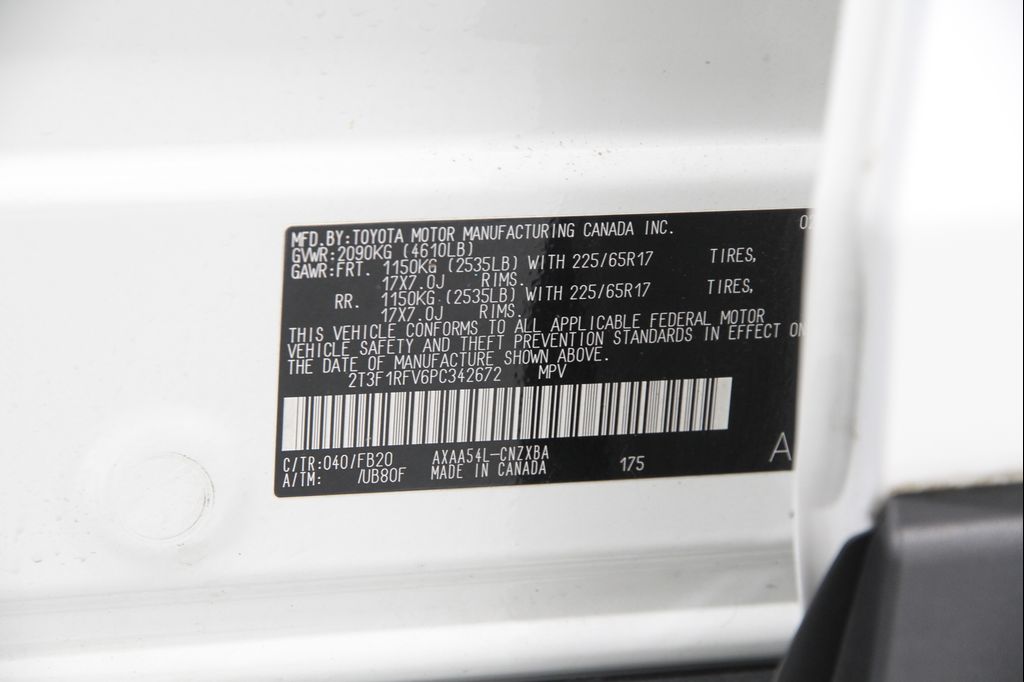 02
MFD.BY:TOYOTA MOTOR MANUFACTURING CANADA INC.
GVWR:2090KG (4610LB)
GAWR:FRT. 1150KG (2535LB) WITH 225/65R17 TIRES,
17X7.0J RIMS.
RR. 1150KG (2535LB) WITH 225/65R17 TIRES,
17X7.0J RIMS.
THIS VEHICLE CONFORMS TO ALL APPLICABLE FEDERAL MOTOR
VEHICLE SAFETY AND THEFT PREVENTION STANDARDS IN EFFECT ON
THE DATE OF MANUFACTURE SHOWN ABOVE.
2T3F1RFV6PC342672 MPV
C/TR:040/FB20 AXAA54L-CNZXBA
A/TM: /UB80F MADE IN CANADA 175 A